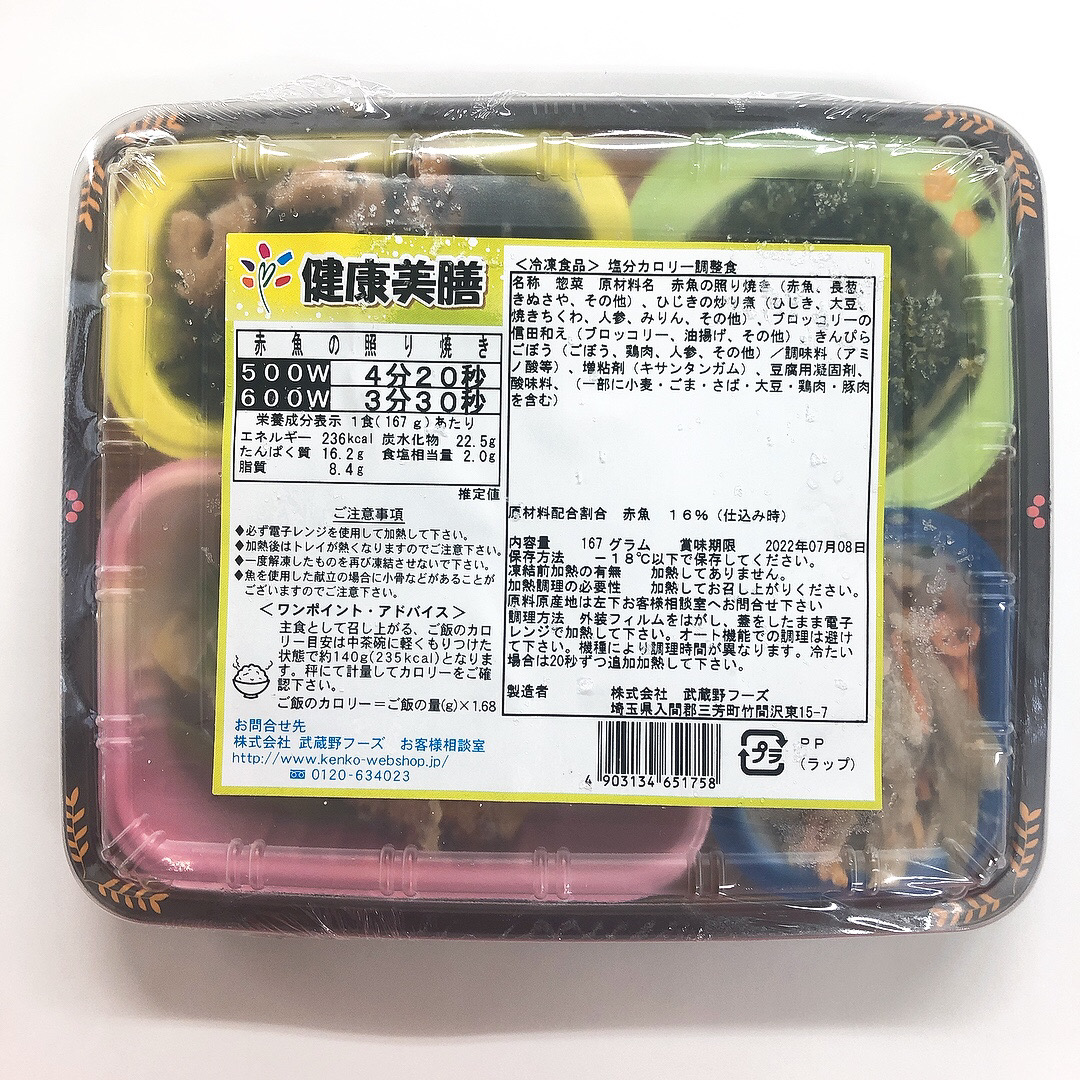 健康美膳
赤魚の照り焼き
500W 4分20秒
600W 3分30秒
栄養成分表示 1食(167g)あたり
エネルギー 236kcal 炭水化物 22.5g
たんぱく質 16.2g 食塩相当量 2.0g
脂質 8.4g
推定値
ご注意事項
◆必ず電子レンジを使用して加熱して下さい。
◆加熱後はトレイが熱くなりますのでご注意下さい。
◆一度解凍したものを再び凍結させないで下さい。
◆魚を使用した献立の場合に小骨などがあることが
ございますのでご注意下さい。
＜ワンポイント・アドバイス＞
主食として召し上がる、ご飯のカロ
リー目安は中茶碗に軽くもりつけた
状態で約140g(235kcal)となりま
す。秤にて計量してカロリーをご確
認下さい。
ご飯のカロリー＝ご飯の量(g)×1.68
お問合せ先
株式会社 武蔵野フーズ お客様相談室
http://www.kenko-webshop.jp/
0120-634023
＜冷凍食品＞ 塩分カロリー調整食
名称 惣菜 原材料名 赤魚の照り焼き（赤魚、長葱、
きぬさや、その他）、ひじきの炒り煮（ひじき、大豆、
焼きちくわ、人参、みりん、その他）、ブロッコリーの
信田和え（ブロッコリー、油揚げ、その他）、きんぴら
ごぼう（ごぼう、鶏肉、人参、その他）／調味料（アミ
ノ酸等）、増粘剤（キサンタンガム）、豆腐用凝固剤、
酸味料、（一部に小麦・ごま・さば・大豆・鶏肉・豚肉
を含む）
原材料配合割合 赤魚 16％（仕込み時）
内容量 167グラム 賞味期限 2022年07月08日
保存方法 －18℃以下で保存してください。
凍結前加熱の有無 加熱してありません。
加熱調理の必要性 加熱してお召し上がりください。
原料原産地は左下お客様相談室へお問合せ下さい
調理方法 外装フィルムをはがし、蓋をしたまま電子
レンジで加熱して下さい。オート機能での調理は避け
て下さい。機種により調理時間が異なります。冷たい
場合は20秒ずつ追加加熱して下さい。
製造者 株式会社 武蔵野フーズ
埼玉県入間郡三芳町竹間沢東15-7
4 903134 651758
プラ
PP
（ラップ）